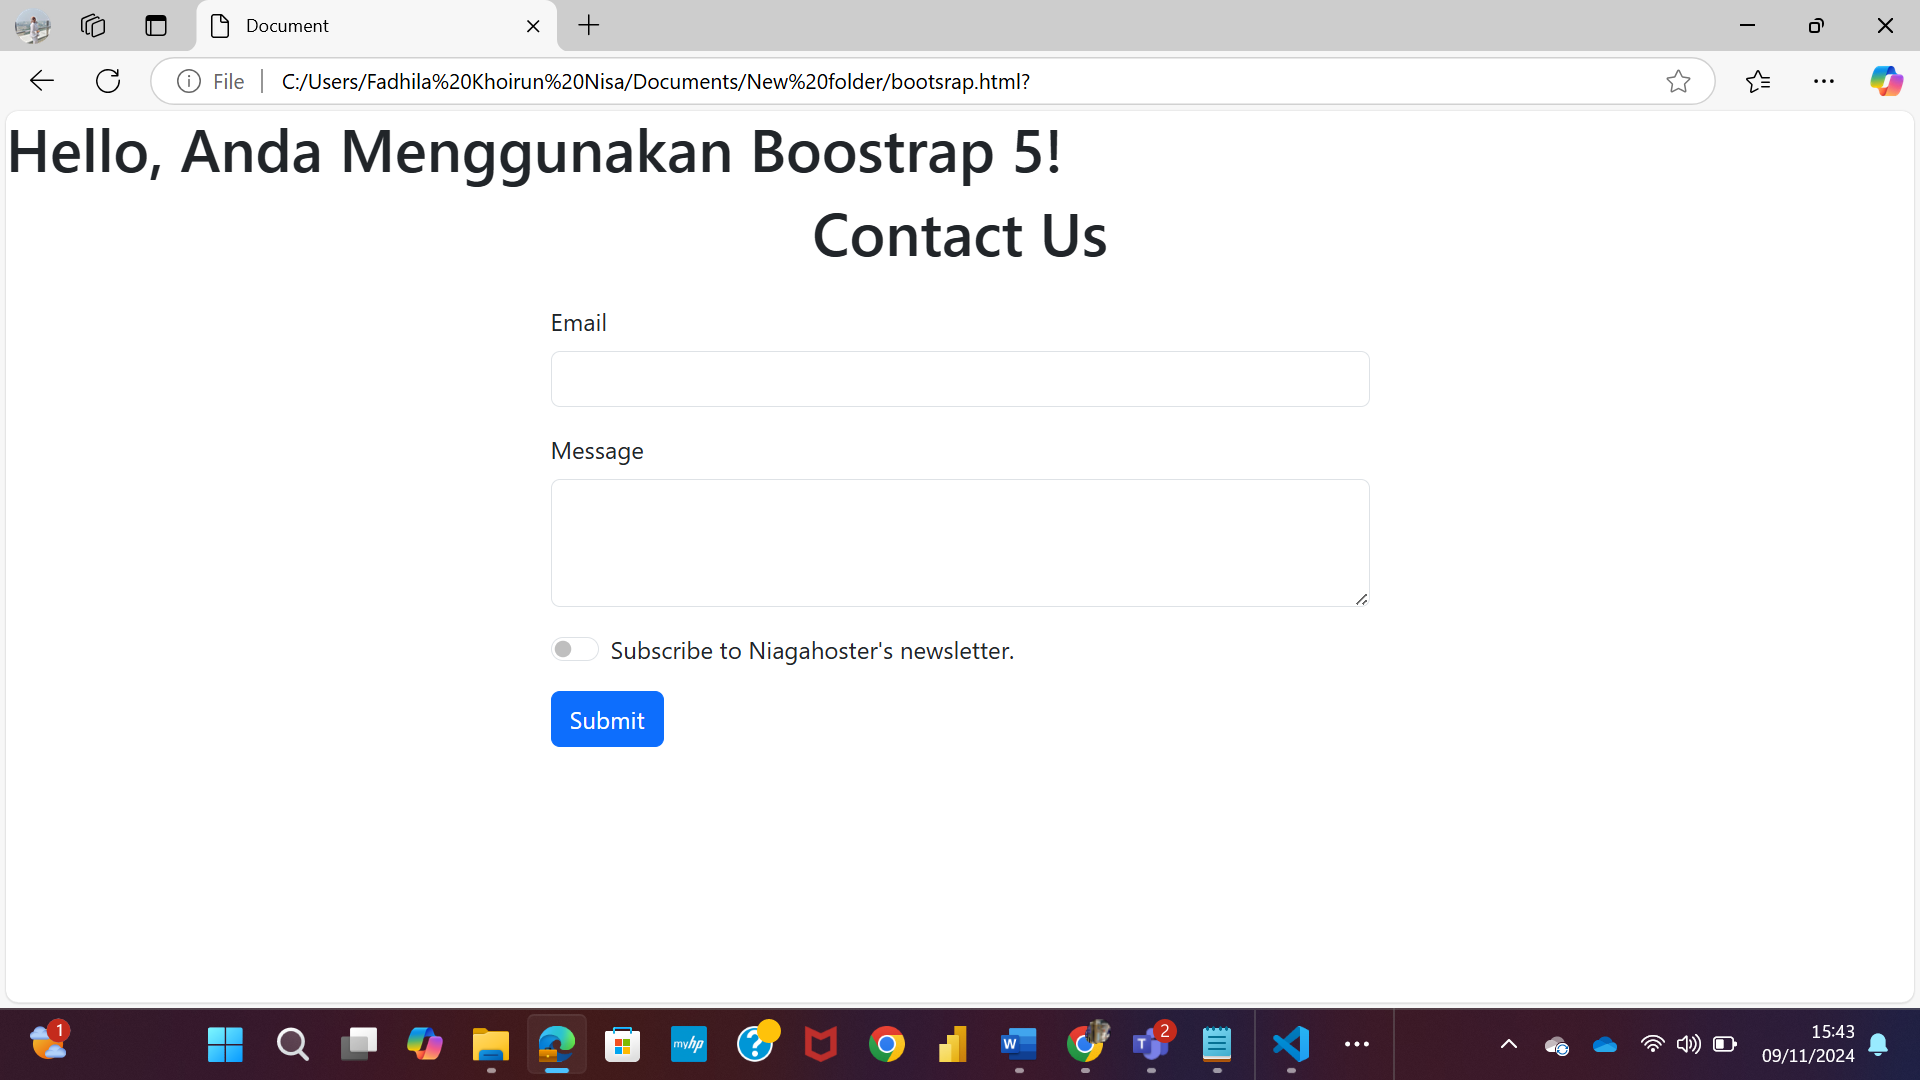 Document
File
C:/Users/Fadhila%20Khoirun%20Nisa/Documents/New%20folder/bootsrap.html?
Hello, Anda Menggunakan Boostrap 5!
Contact Us
Email
Message
Subscribe to Niagahoster's newsletter.
Submit
1
myhp
?
W
T
2
15:43
09/11/2024